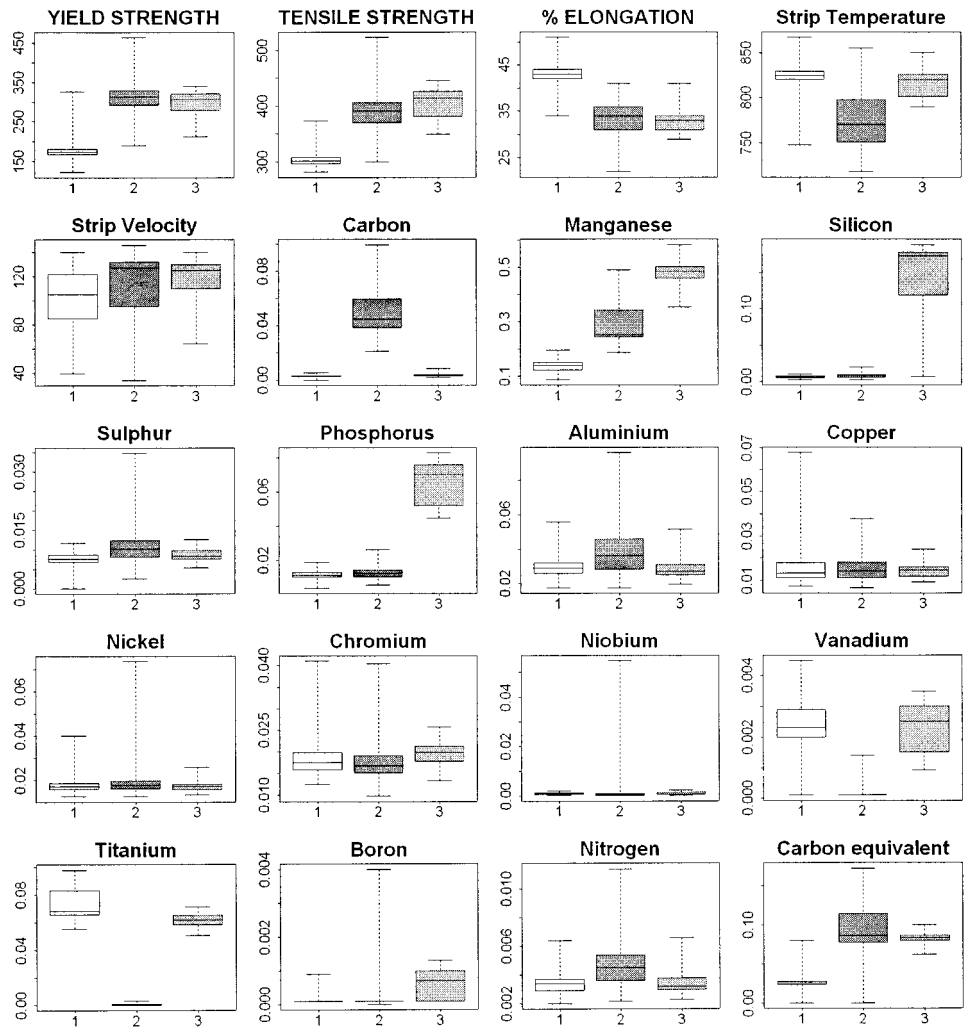 YIELD STRENGTH
450
350
250
150
1 2 3
TENSILE STRENGTH
500
400
300
1 2 3
% ELONGATION
45
35
25
1 2 3
Strip Temperature
850
800
750
1 2 3
Strip Velocity
120
80
40
1 2 3
Carbon
0.08
0.04
0.00
1 2 3
Manganese
0.5
0.3
0.1
1 2 3
Silicon
0.10
0.00
1 2 3
Sulphur
0.030
0.015
0.000
1 2 3
Phosphorus
0.06
0.02
1 2 3
Aluminium
0.06
0.02
1 2 3
Copper
0.07
0.05
0.03
0.01
1 2 3
Nickel
0.06
0.04
0.02
1 2 3
Chromium
0.040
0.025
0.010
1 2 3
Niobium
0.04
0.02
0.00
1 2 3
Vanadium
0.004
0.002
0.000
1 2 3
Titanium
0.08
0.04
0.00
1 2 3
Boron
0.004
0.002
0.000
1 2 3
Nitrogen
0.010
0.006
0.002
1 2 3
Carbon equivalent
0.10
0.00
1 2 3